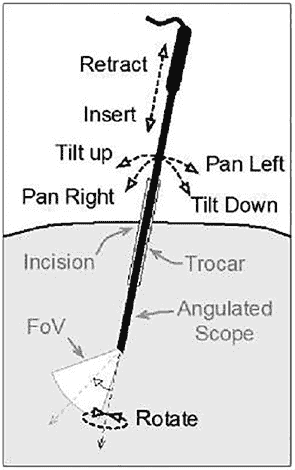 Retract
Insert
Tilt up
Pan Left
Pan Right
Tilt Down
Incision
Trocar
FoV
Angulated
Scope
Rotate